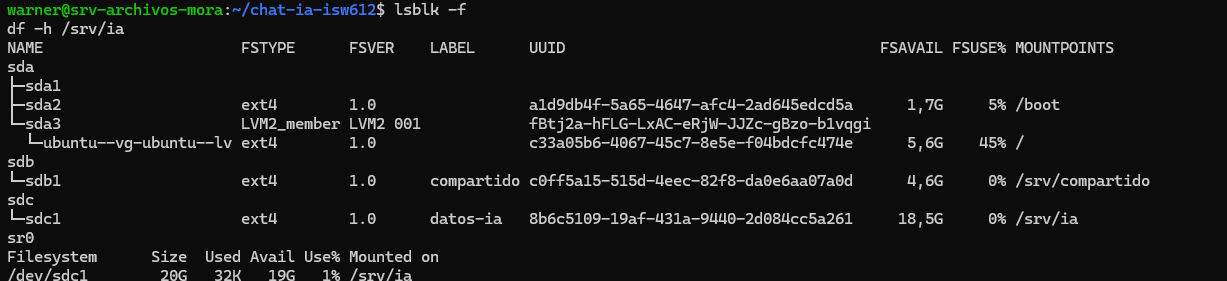 warner@srv-archivos-mora:~/chat-ia-isw612$ lsblk -f
df -h /srv/ia
NAME                      FSTYPE      FSVER    LABEL      UUID                                   FSAVAIL FSUSE% MOUNTPOINTS
sda
├─sda1
├─sda2                    ext4        1.0                 a1d9db4f-5a65-4647-afc4-2ad645edcd5a      1,7G     5% /boot
└─sda3                    LVM2_member LVM2 001            fBtj2a-hFLG-LxAC-eRjW-JJZc-gBzo-b1vqgi
  └─ubuntu--vg-ubuntu--lv ext4        1.0                 c33a05b6-4067-45c7-8e5e-f04bdcfc474e      5,6G    45% /
sdb
└─sdb1                    ext4        1.0      compartido c0ff5a15-515d-4eec-82f8-da0e6aa07a0d      4,6G     0% /srv/compartido
sdc
└─sdc1                    ext4        1.0      datos-ia   8b6c5109-19af-431a-9440-2d084cc5a261     18,5G     0% /srv/ia
sr0
Filesystem      Size  Used Avail Use% Mounted on
/dev/sdc1        20G   32K   19G   1% /srv/ia